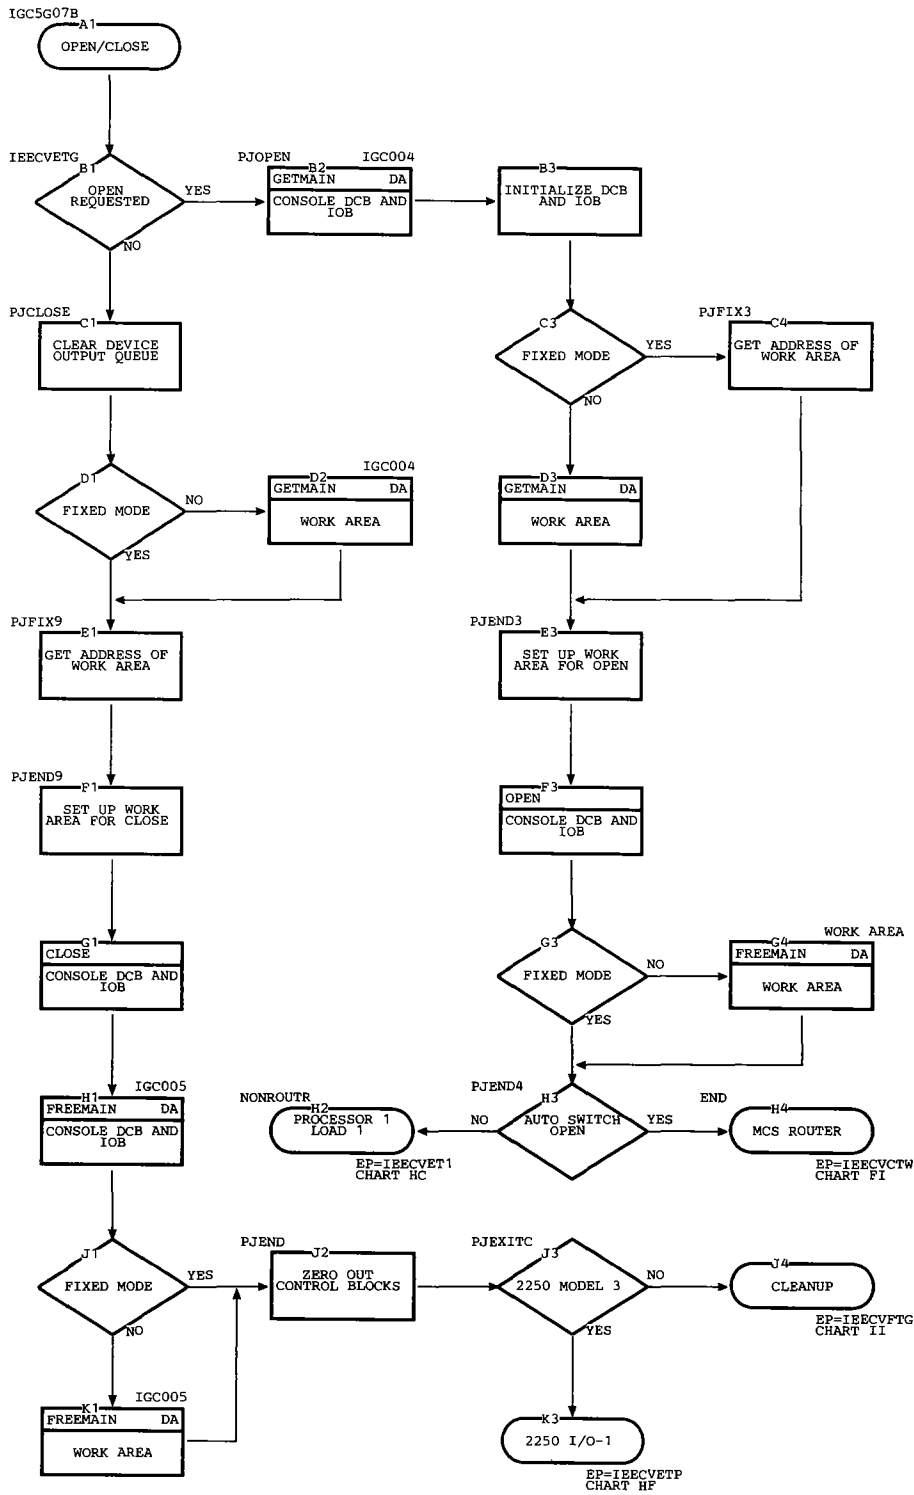 IGC5G07B
A1
OPEN/CLOSE
IEECVETG
B1
OPEN
REQUESTED
YES
NO
PJOPEN
IGC004
B2
GETMAIN DA
CONSOLE DCB AND
IOB
B3
INITIALIZE DCB
AND IOB
PJCLOSE
C1
CLEAR DEVICE
OUTPUT QUEUE
C3
FIXED MODE
YES
NO
PJFIX3
C4
GET ADDRESS OF
WORK AREA
D1
FIXED MODE
NO
YES
IGC004
D2
GETMAIN DA
WORK AREA
D3
GETMAIN DA
WORK AREA
PJFIX9
E1
GET ADDRESS OF
WORK AREA
PJEND3
E3
SET UP WORK
AREA FOR OPEN
PJEND9
F1
SET UP WORK
AREA FOR CLOSE
F3
OPEN
CONSOLE DCB AND
IOB
G1
CLOSE
CONSOLE DCB AND
IOB
G3
FIXED MODE
NO
YES
WORK AREA
G4
FREEMAIN DA
WORK AREA
IGC005
H1
FREEMAIN DA
CONSOLE DCB AND
IOB
NONROUTR
H2
PROCESSOR 1
LOAD 1
EP=IEECVET1
CHART HC
PJEND4
H3
AUTO SWITCH
OPEN
NO
YES
END
H4
MCS ROUTER
EP=IEECVCTW
CHART FI
J1
FIXED MODE
YES
NO
PJEND
J2
ZERO OUT
CONTROL BLOCKS
PJEXITC
J3
2250 MODEL 3
NO
YES
J4
CLEANUP
EP=IEECVFTG
CHART II
IGC005
K1
FREEMAIN DA
WORK AREA
K3
2250 I/O-1
EP=IEECVETP
CHART HF